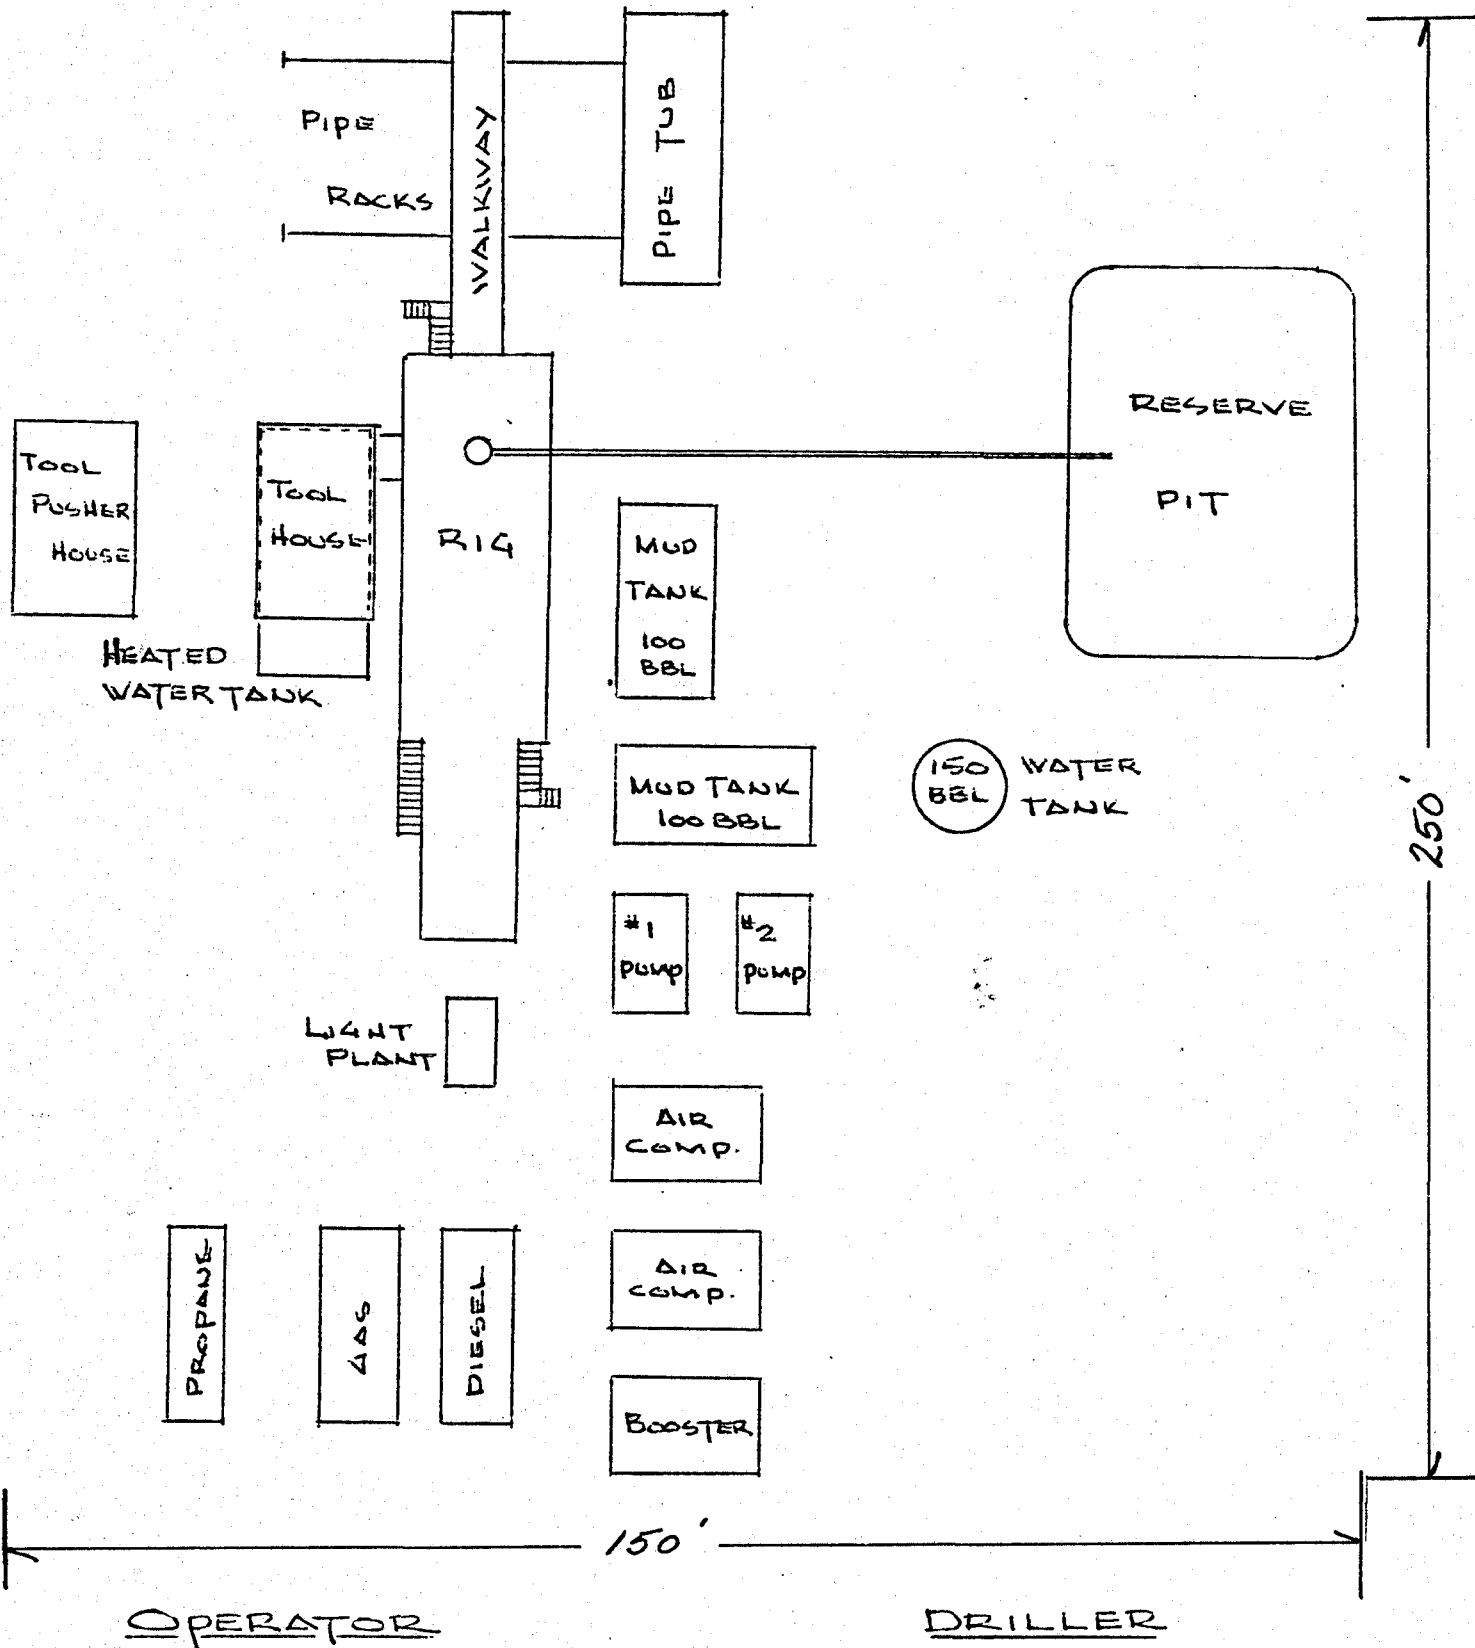 PIPE
RACKS
WALKWAY
PIPE TUB
TOOL
PUSHER
HOUSE
TOOL
HOUSE
RIG
RESERVE
PIT
MUD
TANK
100
BBL
HEATED
WATER TANK
MUD TANK
100 BBL
150
BBL
WATER
TANK
250'
#1
PUMP
#2
PUMP
LIGHT
PLANT
AIR
COMP.
PROPANE
GAS
DIESEL
AIR
COMP.
BOOSTER
150'
OPERATOR
DRILLER